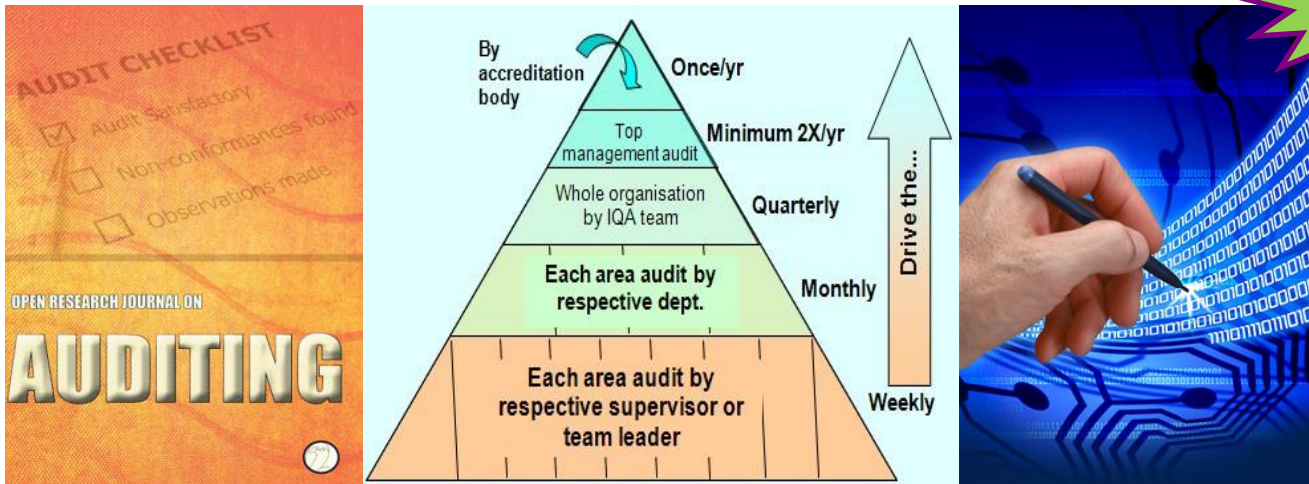 AUDIT CHECKLIST
Audit Satisfactory
Non-conformances found
Observations made
OPEN RESEARCH JOURNAL ON
AUDITING
By
accreditation
body
Once/yr
Top
management audit
Minimum 2X/yr
Whole organisation
by IQA team
Quarterly
Each area audit by
respective dept.
Monthly
Each area audit by
respective supervisor or
team leader
Weekly
Drive the...